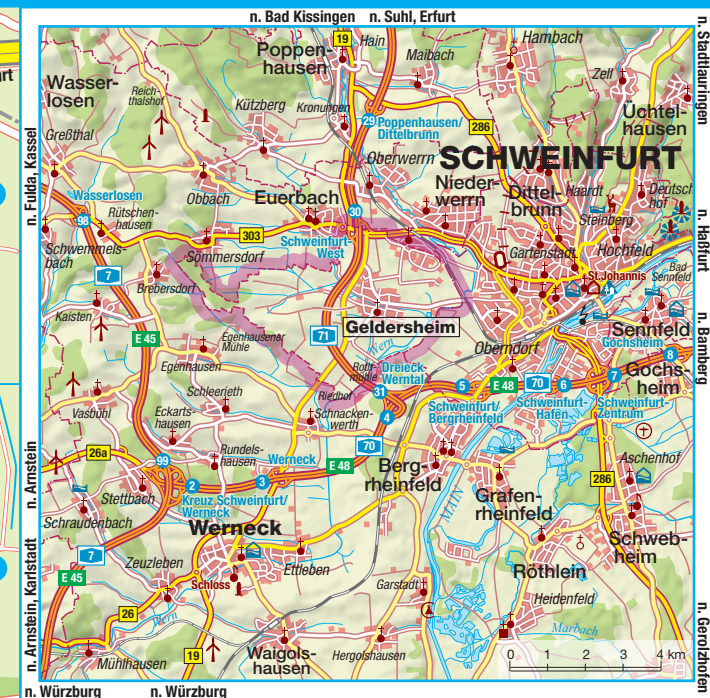 n. Bad Kissingen
n. Suhl, Erfurt
n. Stadtlauringen
n. Fulda, Kassel
n. Haßfurt
n. Bamberg
n. Arnstein
n. Arnstein, Karlstadt
n. Gerolzhofen
n. Würzburg
n. Würzburg
19
Hain
Poppen-
hausen
Maibach
Hambach
Zell
Wasser-
losen
Reich-
thalshof
Kützberg
Kronungen
29
Poppenhausen/
Dittelbrunn
286
Üchtel-
hausen
Greßthal
Oberwerrn
SCHWEINFURT
Nieder-
werrn
Dittel-
brunn
Haardt
Deutsch
hof
Wasserlosen
98
Rütschen-
hausen
Obbach
Euerbach
30
Steinberg
303
Schweinfurt-
West
Gartenstadt
Hochfeld
Schwemmels-
bach
Sömmersdorf
7
Brebersdorf
St.Johannis
Bad
Sennfeld
Kaisten
E 45
71
Geldersheim
Wern
Sennfeld
Gochsheim
Egenhausener
Mühle
Egenhausen
Oberndorf
8
Rott-
mühle
Dreieck
Werntal
31
5
E 48
70
6
7
Gochs-
heim
Vasbühl
Schleerieth
Riedhof
Schnacken-
werth
4
Schweinfurt/
Bergrheinfeld
Schweinfurt-
Hafen
Schweinfurt-
Zentrum
Eckarts-
hausen
26a
Rundels-
hausen
70
99
Werneck
E 48
3
2
Berg-
rheinfeld
286
Aschenhof
Stettbach
Kreuz Schweinfurt/
Werneck
MAIN
Grafen-
rheinfeld
Schraudenbach
Werneck
Schweb-
heim
7
E 45
Zeuzleben
Ettleben
Röthlein
Schloss
Garstadt
Heidenfeld
26
Wern
Marbach
19
Mühlhausen
Waigols-
hausen
Hergolshausen
0 1 2 3 4 km